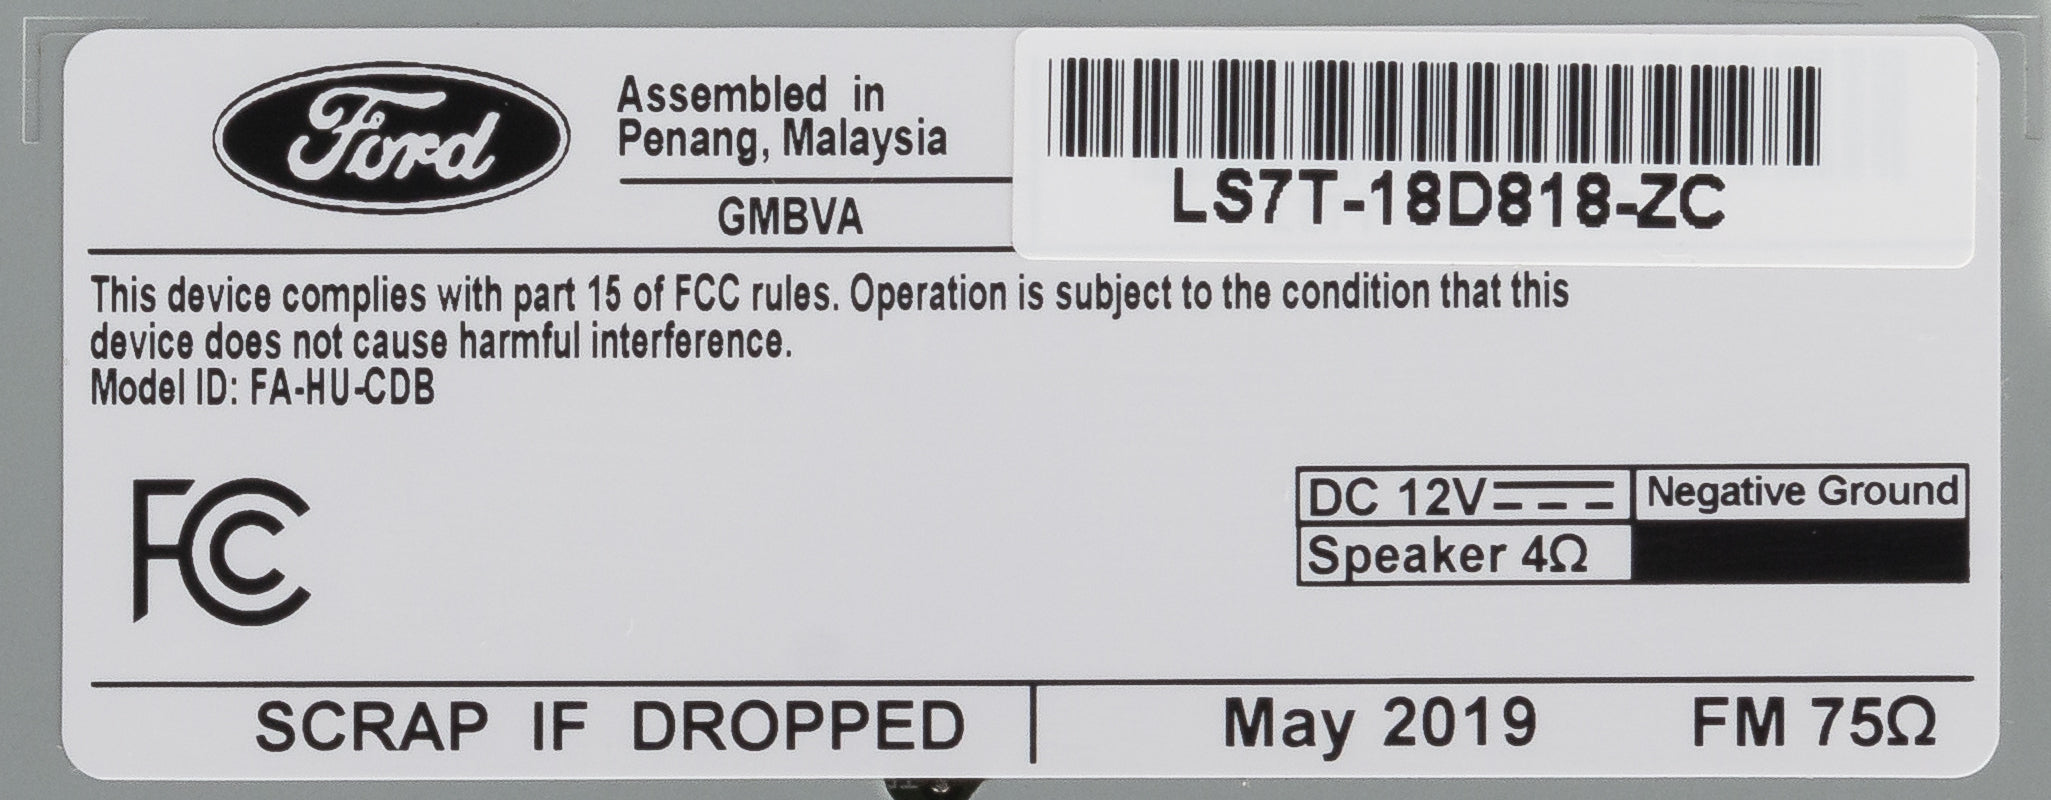 Ford
Assembled in
Penang, Malaysia
GMBVA
LS7T-18D818-ZC
This device complies with part 15 of FCC rules. Operation is subject to the condition that this
device does not cause harmful interference.
Model ID: FA-HU-CDB
FCC
DC 12V
Negative Ground
Speaker 4Ω
SCRAP IF DROPPED
May 2019
FM 75Ω